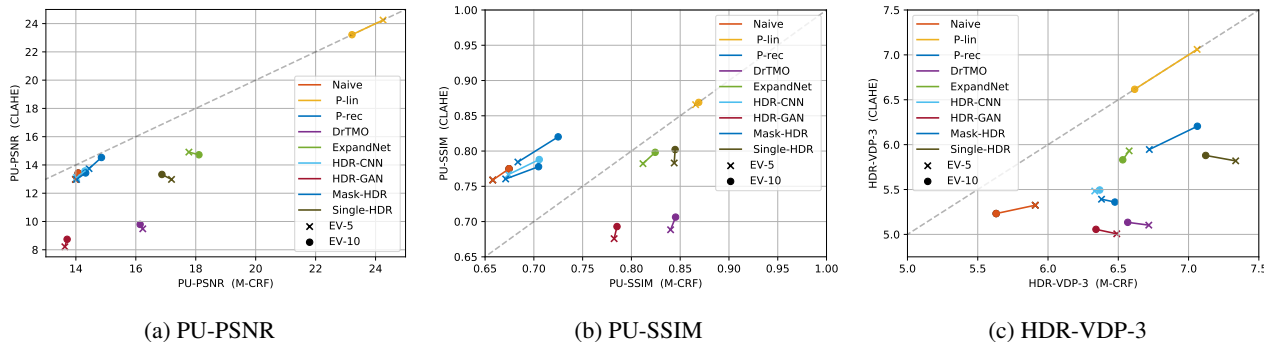 24
22
20
18
16
14
12
10
8
PU-PSNR (CLAHE)
14 16 18 20 22 24
PU-PSNR (M-CRF)
Naive
P-lin
P-rec
DrTMO
ExpandNet
HDR-CNN
HDR-GAN
Mask-HDR
Single-HDR
EV-5
EV-10
(a) PU-PSNR
1.00
0.95
0.90
0.85
0.80
0.75
0.70
0.65
PU-SSIM (CLAHE)
0.65 0.70 0.75 0.80 0.85 0.90 0.95 1.00
PU-SSIM (M-CRF)
Naive
P-lin
P-rec
DrTMO
ExpandNet
HDR-CNN
HDR-GAN
Mask-HDR
Single-HDR
EV-5
EV-10
(b) PU-SSIM
7.5
7.0
6.5
6.0
5.5
5.0
HDR-VDP-3 (CLAHE)
5.0 5.5 6.0 6.5 7.0 7.5
HDR-VDP-3 (M-CRF)
Naive
P-lin
P-rec
DrTMO
ExpandNet
HDR-CNN
HDR-GAN
Mask-HDR
Single-HDR
EV-5
EV-10
(c) HDR-VDP-3